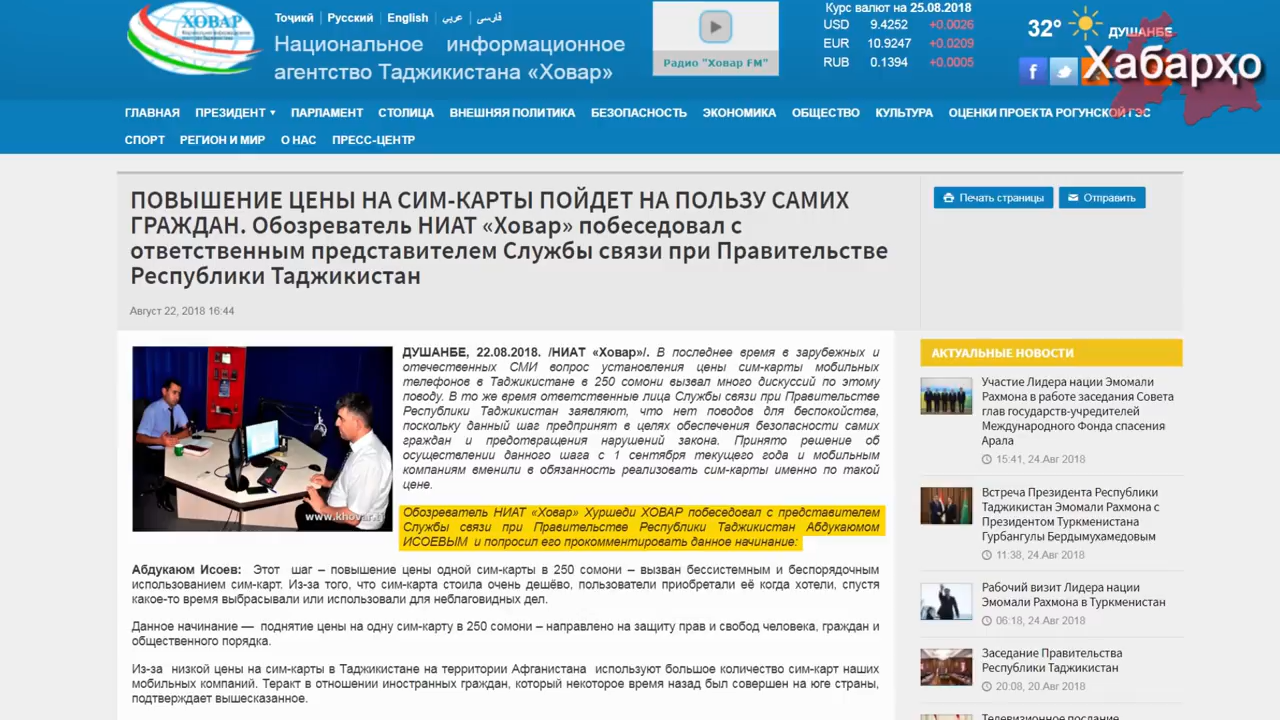 ХОВАР
Тоҷикӣ Русский English عربي فارسی
Национальное информационное
агентство Таджикистана «Ховар»
Радио "Ховар FM"
Курс валют на 25.08.2018
USD 9.4252 +0.0026
EUR 10.9247 +0.0209
RUB 0.1394 +0.0005
32° ДУШАНБЕ
Хабарҳо
ГЛАВНАЯ ПРЕЗИДЕНТ ПАРЛАМЕНТ СТОЛИЦА ВНЕШНЯЯ ПОЛИТИКА БЕЗОПАСНОСТЬ ЭКОНОМИКА ОБЩЕСТВО КУЛЬТУРА ОЦЕНКИ ПРОЕКТА РОГУНСКОЙ ГЭС
СПОРТ РЕГИОН И МИР О НАС ПРЕСС-ЦЕНТР
ПОВЫШЕНИЕ ЦЕНЫ НА СИМ-КАРТЫ ПОЙДЕТ НА ПОЛЬЗУ САМИХ
ГРАЖДАН. Обозреватель НИАТ «Ховар» побеседовал с
ответственным представителем Службы связи при Правительстве
Республики Таджикистан
Август 22, 2018 16:44
Печать страницы Отправить
www.khovar.tj
ДУШАНБЕ, 22.08.2018. /НИАТ «Ховар»/. В последнее время в зарубежных и
отечественных СМИ вопрос установления цены сим-карты мобильных
телефонов в Таджикистане в 250 сомони вызвал много дискуссий по этому
поводу. В то же время ответственные лица Службы связи при Правительстве
Республики Таджикистан заявляют, что нет поводов для беспокойства,
поскольку данный шаг предпринят в целях обеспечения безопасности самих
граждан и предотвращения нарушений закона. Принято решение об
осуществлении данного шага с 1 сентября текущего года и мобильным
компаниям вменили в обязанность реализовать сим-карты именно по такой
цене.
Обозреватель НИАТ «Ховар» Хуршеди ХОВАР побеседовал с представителем
Службы связи при Правительстве Республики Таджикистан Абдукаюмом
ИСОЕВЫМ и попросил его прокомментировать данное начинание:
Абдукаюм Исоев: Этот шаг – повышение цены одной сим-карты в 250 сомони – вызван бессистемным и беспорядочным
использованием сим-карт. Из-за того, что сим-карта стоила очень дешёво, пользователи приобретали её когда хотели, спустя
какое-то время выбрасывали или использовали для неблаговидных дел.
Данное начинание — поднятие цены на одну сим-карту в 250 сомони – направлено на защиту прав и свобод человека, граждан и
общественного порядка.
Из-за низкой цены на сим-карты в Таджикистане на территории Афганистана используют большое количество сим-карт наших
мобильных компаний. Теракт в отношении иностранных граждан, который некоторое время назад был совершен на юге страны,
подтверждает вышесказанное.
АКТУАЛЬНЫЕ НОВОСТИ
Участие Лидера нации Эмомали
Рахмона в работе заседания Совета
глав государств-учредителей
Международного Фонда спасения
Арала
15:41, 24.Авг 2018
Встреча Президента Республики
Таджикистан Эмомали Рахмона с
Президентом Туркменистана
Гурбангулы Бердымухамедовым
11:38, 24.Авг 2018
Рабочий визит Лидера нации
Эмомали Рахмона в Туркменистан
06:18, 24.Авг 2018
Заседание Правительства
Республики Таджикистан
20:08, 20.Авг 2018
Телевизионное послание